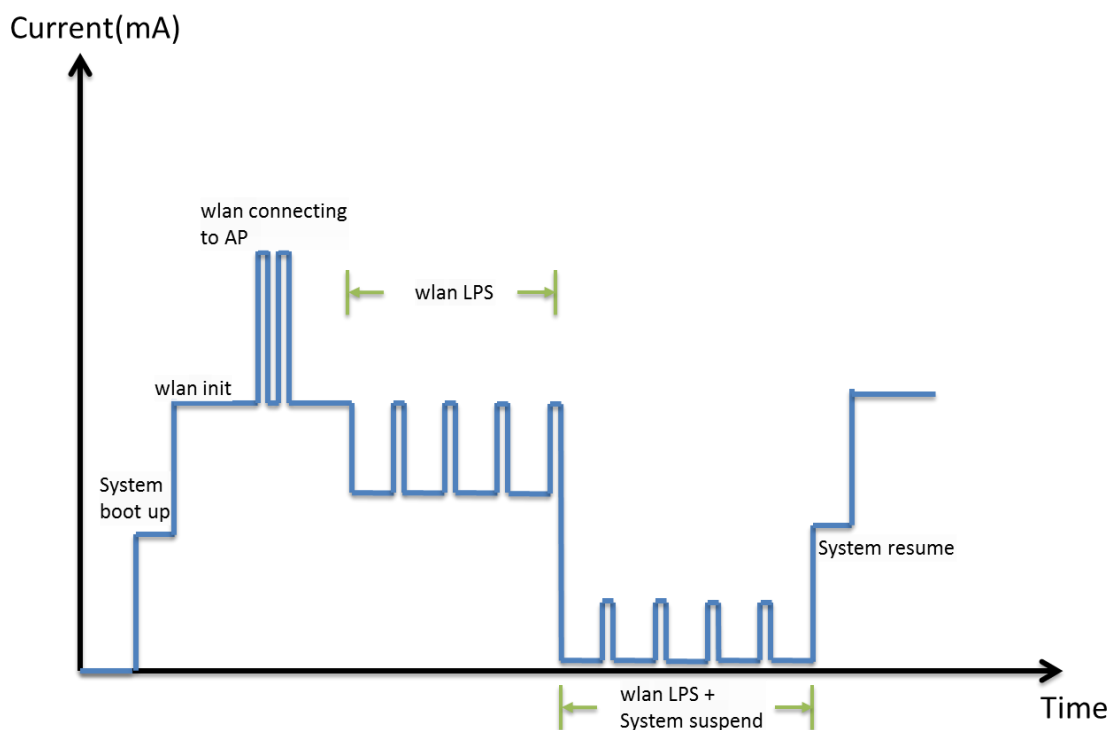 Current(mA)
wlan connecting
to AP
wlan LPS
wlan init
System
boot up
System resume
wlan LPS +
System suspend
Time